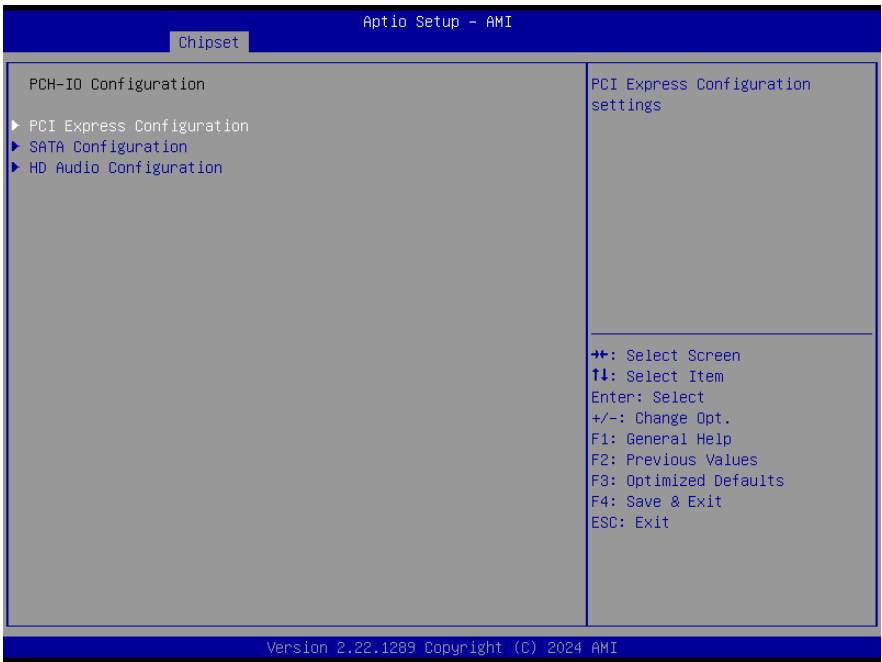 Aptio Setup – AMI
Chipset
PCH-IO Configuration
▶ PCI Express Configuration
▶ SATA Configuration
▶ HD Audio Configuration
PCI Express Configuration
settings
→←: Select Screen
↑↓: Select Item
Enter: Select
+/-: Change Opt.
F1: General Help
F2: Previous Values
F3: Optimized Defaults
F4: Save & Exit
ESC: Exit
Version 2.22.1289 Copyright (C) 2024 AMI